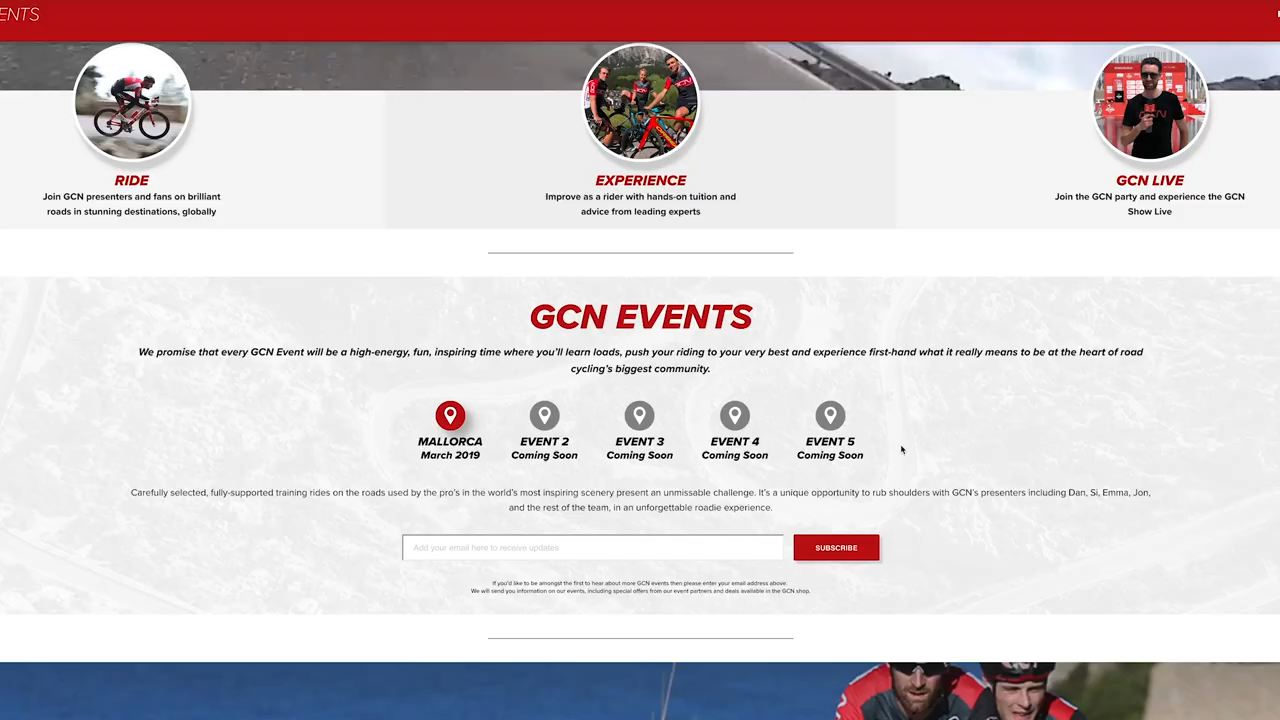 ENTS
RIDE
Join GCN presenters and fans on brilliant
roads in stunning destinations, globally
EXPERIENCE
Improve as a rider with hands-on tuition and
advice from leading experts
GCN LIVE
Join the GCN party and experience the GCN
Show Live
GCN EVENTS
We promise that every GCN Event will be a high-energy, fun, inspiring time where you'll learn loads, push your riding to your very best and experience first-hand what it really means to be at the heart of road
cycling's biggest community.
MALLORCA
March 2019
EVENT 2
Coming Soon
EVENT 3
Coming Soon
EVENT 4
Coming Soon
EVENT 5
Coming Soon
Carefully selected, fully-supported training rides on the roads used by the pro's in the world's most inspiring scenery present an unmissable challenge. It's a unique opportunity to rub shoulders with GCN's presenters including Dan, Si, Emma, Jon,
and the rest of the team, in an unforgettable roadie experience.
Add your email here to receive updates
SUBSCRIBE
If you'd like to be amongst the first to hear about more GCN events then please enter your email address above.
We will send you information on our events, including special offers from our event partners and deals available in the GCN shop.